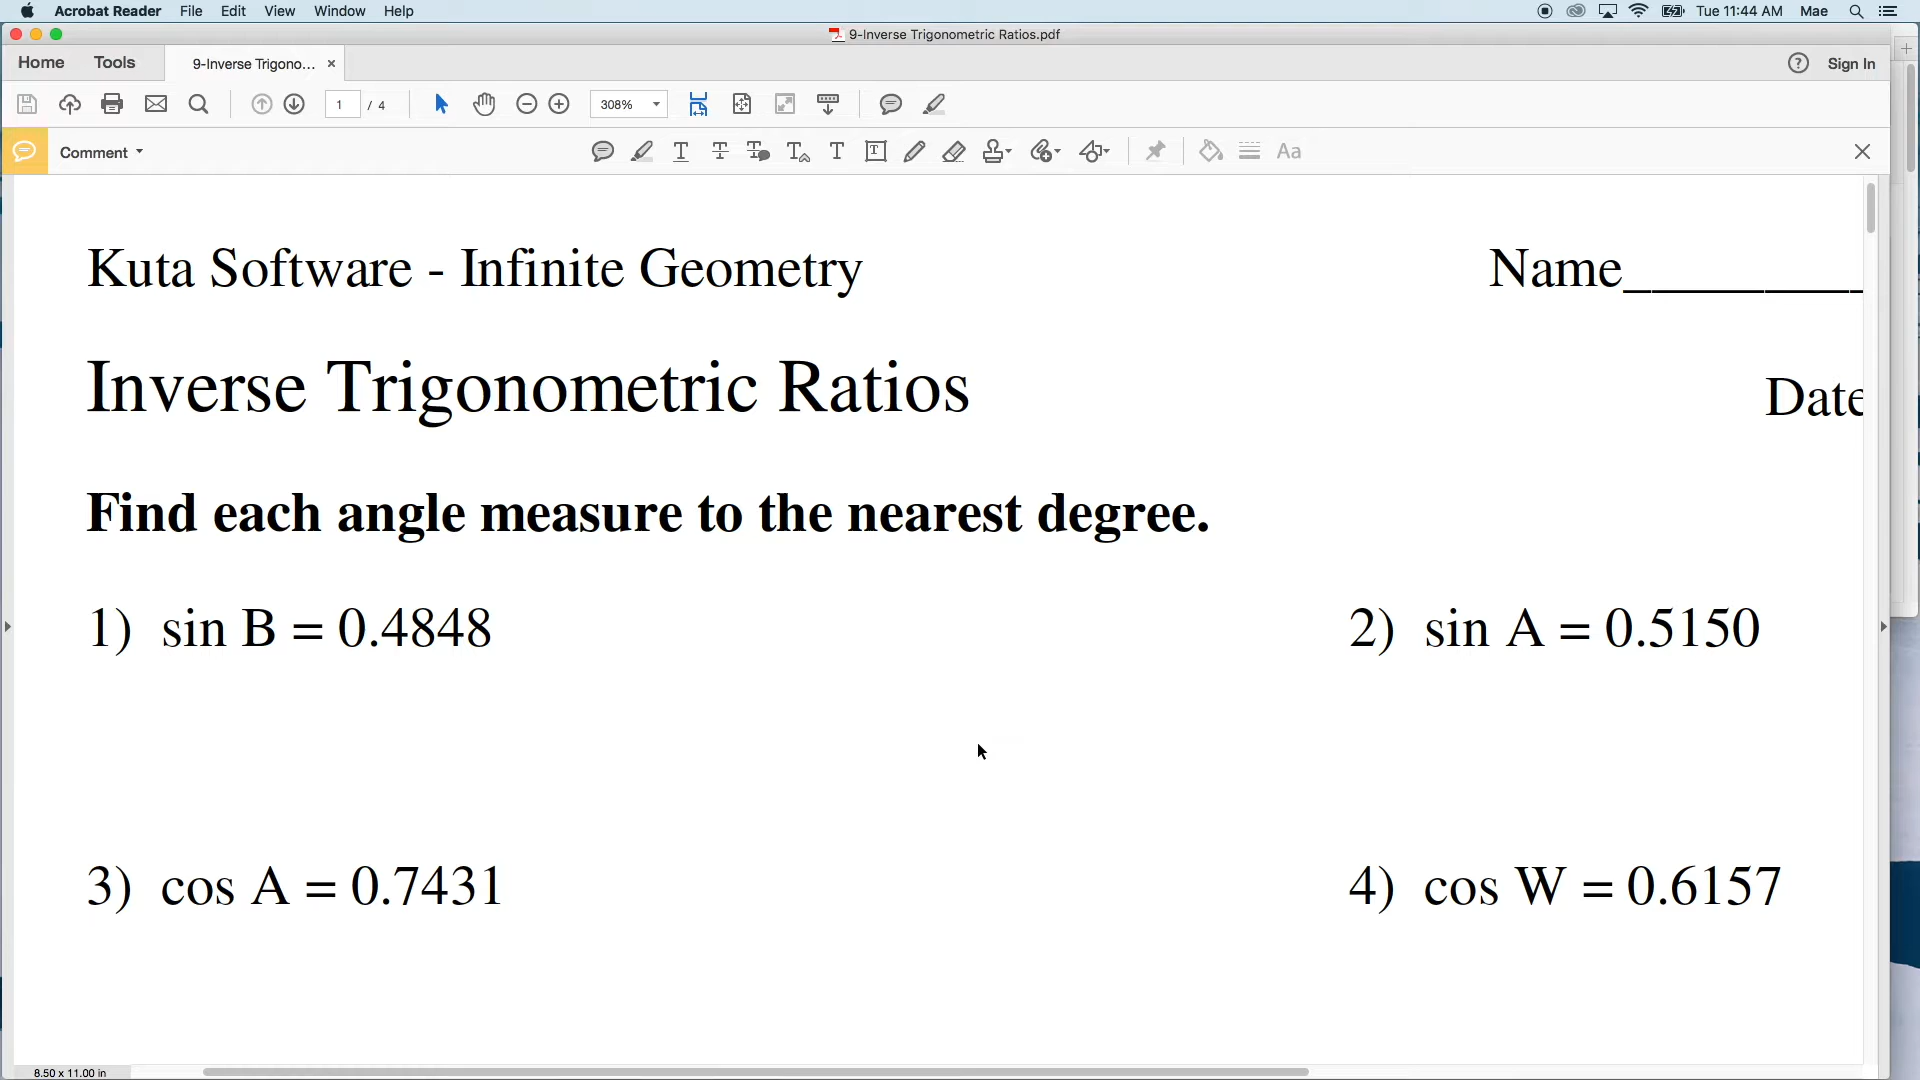 Acrobat Reader File Edit View Window Help Tue 11:44 AM Mae
9-Inverse Trigonometric Ratios.pdf
Home Tools 9-Inverse Trigono... × Sign In
1 / 4 308%
Comment Aa
Kuta Software - Infinite Geometry Name__________
Inverse Trigonometric Ratios Date
Find each angle measure to the nearest degree.
1) sin B = 0.4848 2) sin A = 0.5150
3) cos A = 0.7431 4) cos W = 0.6157
8.50 x 11.00 in